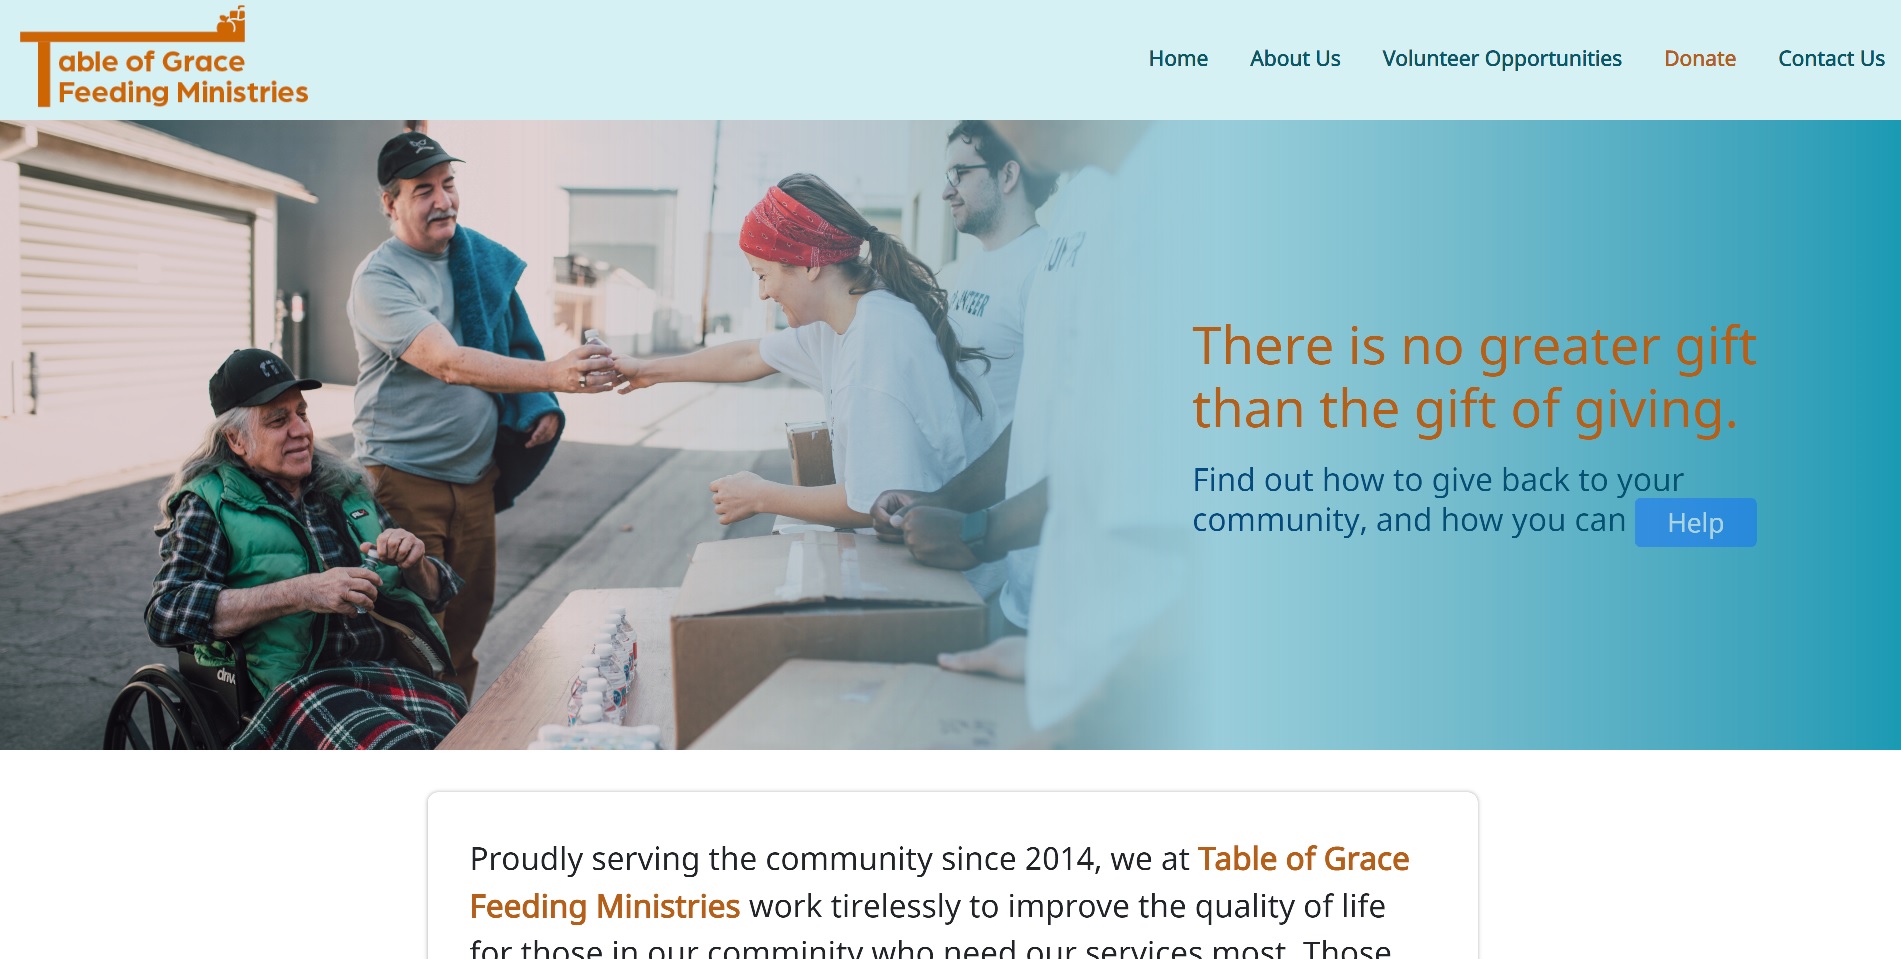 Table of Grace
Feeding Ministries
Home About Us Volunteer Opportunities Donate Contact Us
There is no greater gift
than the gift of giving.
Find out how to give back to your
community, and how you can Help
drive
Proudly serving the community since 2014, we at Table of Grace
Feeding Ministries work tirelessly to improve the quality of life
for those in our comminity who need our services most. Those